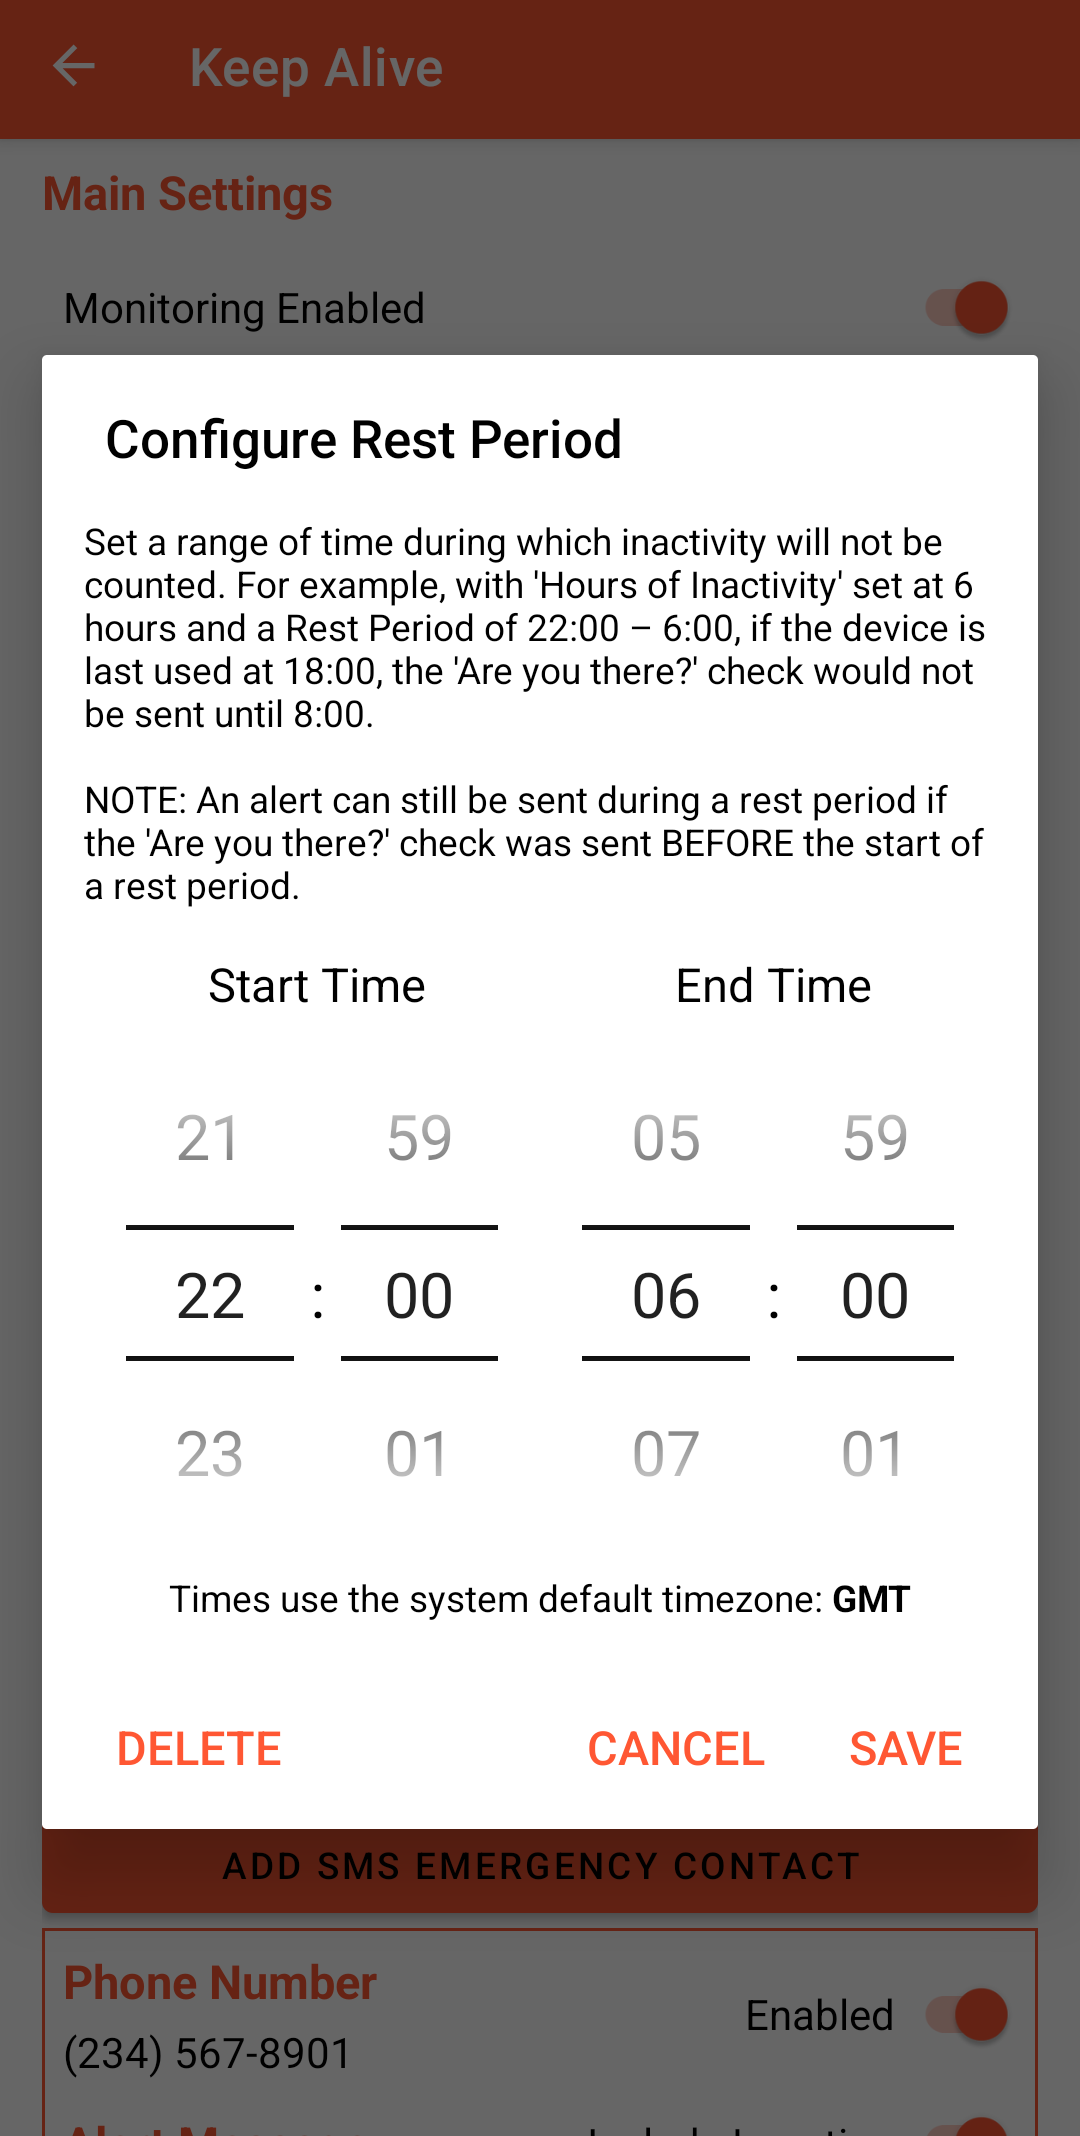 Keep Alive
Main Settings
Monitoring Enabled
Configure Rest Period
Set a range of time during which inactivity will not be
counted. For example, with 'Hours of Inactivity' set at 6
hours and a Rest Period of 22:00 – 6:00, if the device is
last used at 18:00, the 'Are you there?' check would not
be sent until 8:00.
NOTE: An alert can still be sent during a rest period if
the 'Are you there?' check was sent BEFORE the start of
a rest period.
Start Time End Time
21 59 05 59
22 : 00 06 : 00
23 01 07 01
Times use the system default timezone: GMT
DELETE CANCEL SAVE
ADD SMS EMERGENCY CONTACT
Phone Number
Enabled
(234) 567-8901